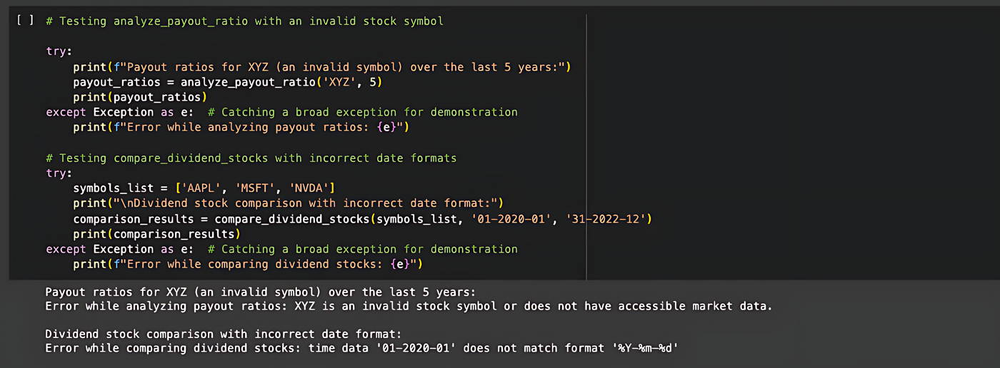 [ ] # Testing analyze_payout_ratio with an invalid stock symbol
try:
print(f"Payout ratios for XYZ (an invalid symbol) over the last 5 years:")
payout_ratios = analyze_payout_ratio('XYZ', 5)
print(payout_ratios)
except Exception as e:  # Catching a broad exception for demonstration
print(f"Error while analyzing payout ratios: {e}")
# Testing compare_dividend_stocks with incorrect date formats
try:
symbols_list = ['AAPL', 'MSFT', 'NVDA']
print("\nDividend stock comparison with incorrect date format:")
comparison_results = compare_dividend_stocks(symbols_list, '01-2020-01', '31-2022-12')
print(comparison_results)
except Exception as e:  # Catching a broad exception for demonstration
print(f"Error while comparing dividend stocks: {e}")
Payout ratios for XYZ (an invalid symbol) over the last 5 years:
Error while analyzing payout ratios: XYZ is an invalid stock symbol or does not have accessible market data.
Dividend stock comparison with incorrect date format:
Error while comparing dividend stocks: time data '01-2020-01' does not match format '%Y-%m-%d'